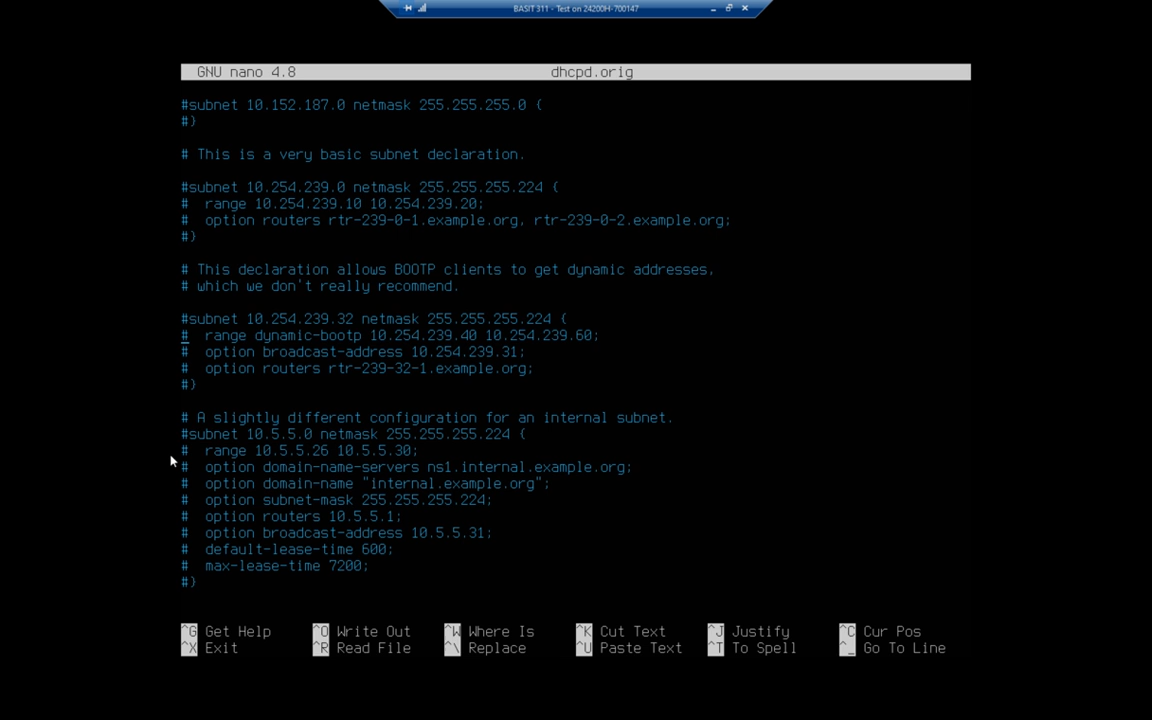 BASIT 311 - Test on 24200H-700147
GNU nano 4.8 dhcpd.orig
#subnet 10.152.187.0 netmask 255.255.255.0 {
#}
# This is a very basic subnet declaration.
#subnet 10.254.239.0 netmask 255.255.255.224 {
#  range 10.254.239.10 10.254.239.20;
#  option routers rtr-239-0-1.example.org, rtr-239-0-2.example.org;
#}
# This declaration allows BOOTP clients to get dynamic addresses,
# which we don't really recommend.
#subnet 10.254.239.32 netmask 255.255.255.224 {
#  range dynamic-bootp 10.254.239.40 10.254.239.60;
#  option broadcast-address 10.254.239.31;
#  option routers rtr-239-32-1.example.org;
#}
# A slightly different configuration for an internal subnet.
#subnet 10.5.5.0 netmask 255.255.255.224 {
#  range 10.5.5.26 10.5.5.30;
#  option domain-name-servers ns1.internal.example.org;
#  option domain-name "internal.example.org";
#  option subnet-mask 255.255.255.224;
#  option routers 10.5.5.1;
#  option broadcast-address 10.5.5.31;
#  default-lease-time 600;
#  max-lease-time 7200;
#}
^G Get Help ^O Write Out ^W Where Is ^K Cut Text ^J Justify ^C Cur Pos
^X Exit ^R Read File ^\ Replace ^U Paste Text ^T To Spell ^_ Go To Line